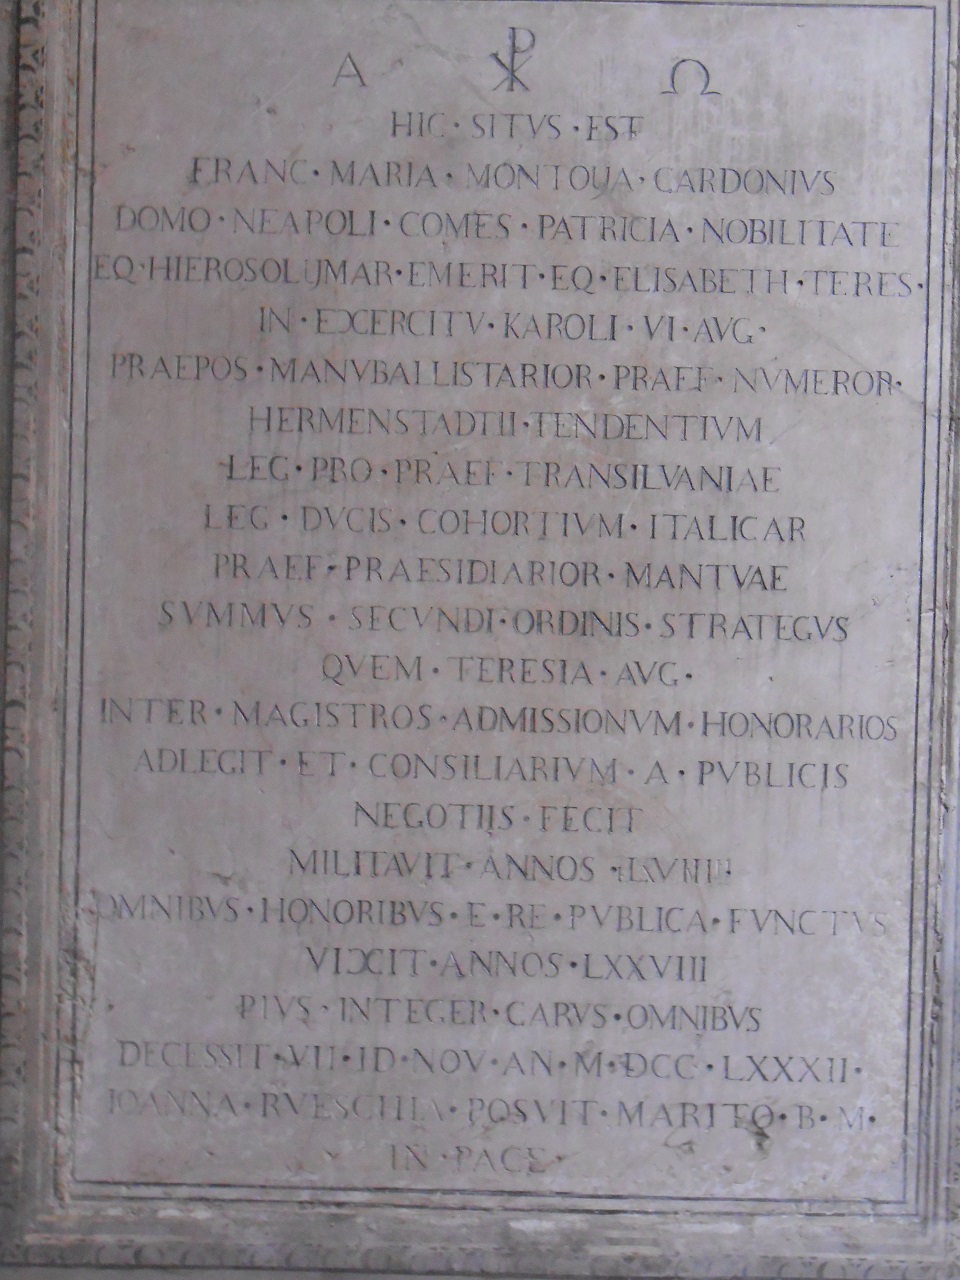 Α ☧ Ω
HIC · SITVS · EST
FRANC · MARIA · MONTOUA · CARDONIVS
DOMO · NEAPOLI · COMES · PATRICIA · NOBILITATE
EQ · HIEROSOLUMAR · EMERIT · EQ · ELISABETH · TERES ·
IN · EXERCITV · KAROLI · VI · AVG ·
PRAEPOS · MANVBALLISTARIOR · PRAEF · NVMEROR ·
HERMENSTADTII · TENDENTIVM
LEG · PRO · PRAEF · TRANSILVANIAE
LEG · DVCIS · COHORTIVM · ITALICAR
PRAEF · PRAESIDIARIOR · MANTVAE
SVMMVS · SECVNDI · ORDINIS · STRATEGVS
QVEM · TERESIA · AVG ·
INTER · MAGISTROS · ADMISSIONVM · HONORARIOS
ADLEGIT · ET · CONSILIARIVM · A · PVBLICIS
NEGOTIIS · FECIT
MILITAVIT · ANNOS · LVIIII ·
OMNIBVS · HONORIBVS · E · RE · PVBLICA · FVNCTVS
VIXIT · ANNOS · LXXVIII
PIVS · INTEGER · CARVS · OMNIBVS
DECESSIT · VII · ID · NOV · AN · M · DCC · LXXXII ·
IOANNA · RVESCHIA · POSVIT · MARITO · B · M ·
IN · PACE